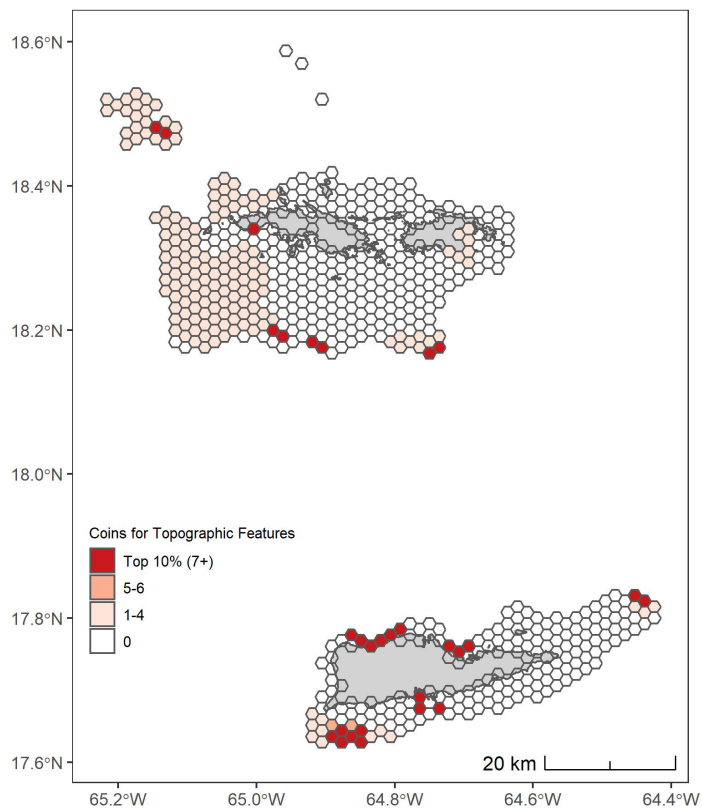 18.6°N
18.4°N
18.2°N
18.0°N
Coins for Topographic Features
Top 10% (7+)
5-6
1-4
0
17.8°N
17.6°N
20 km
65.2°W 65.0°W 64.8°W 64.6°W 64.4°W